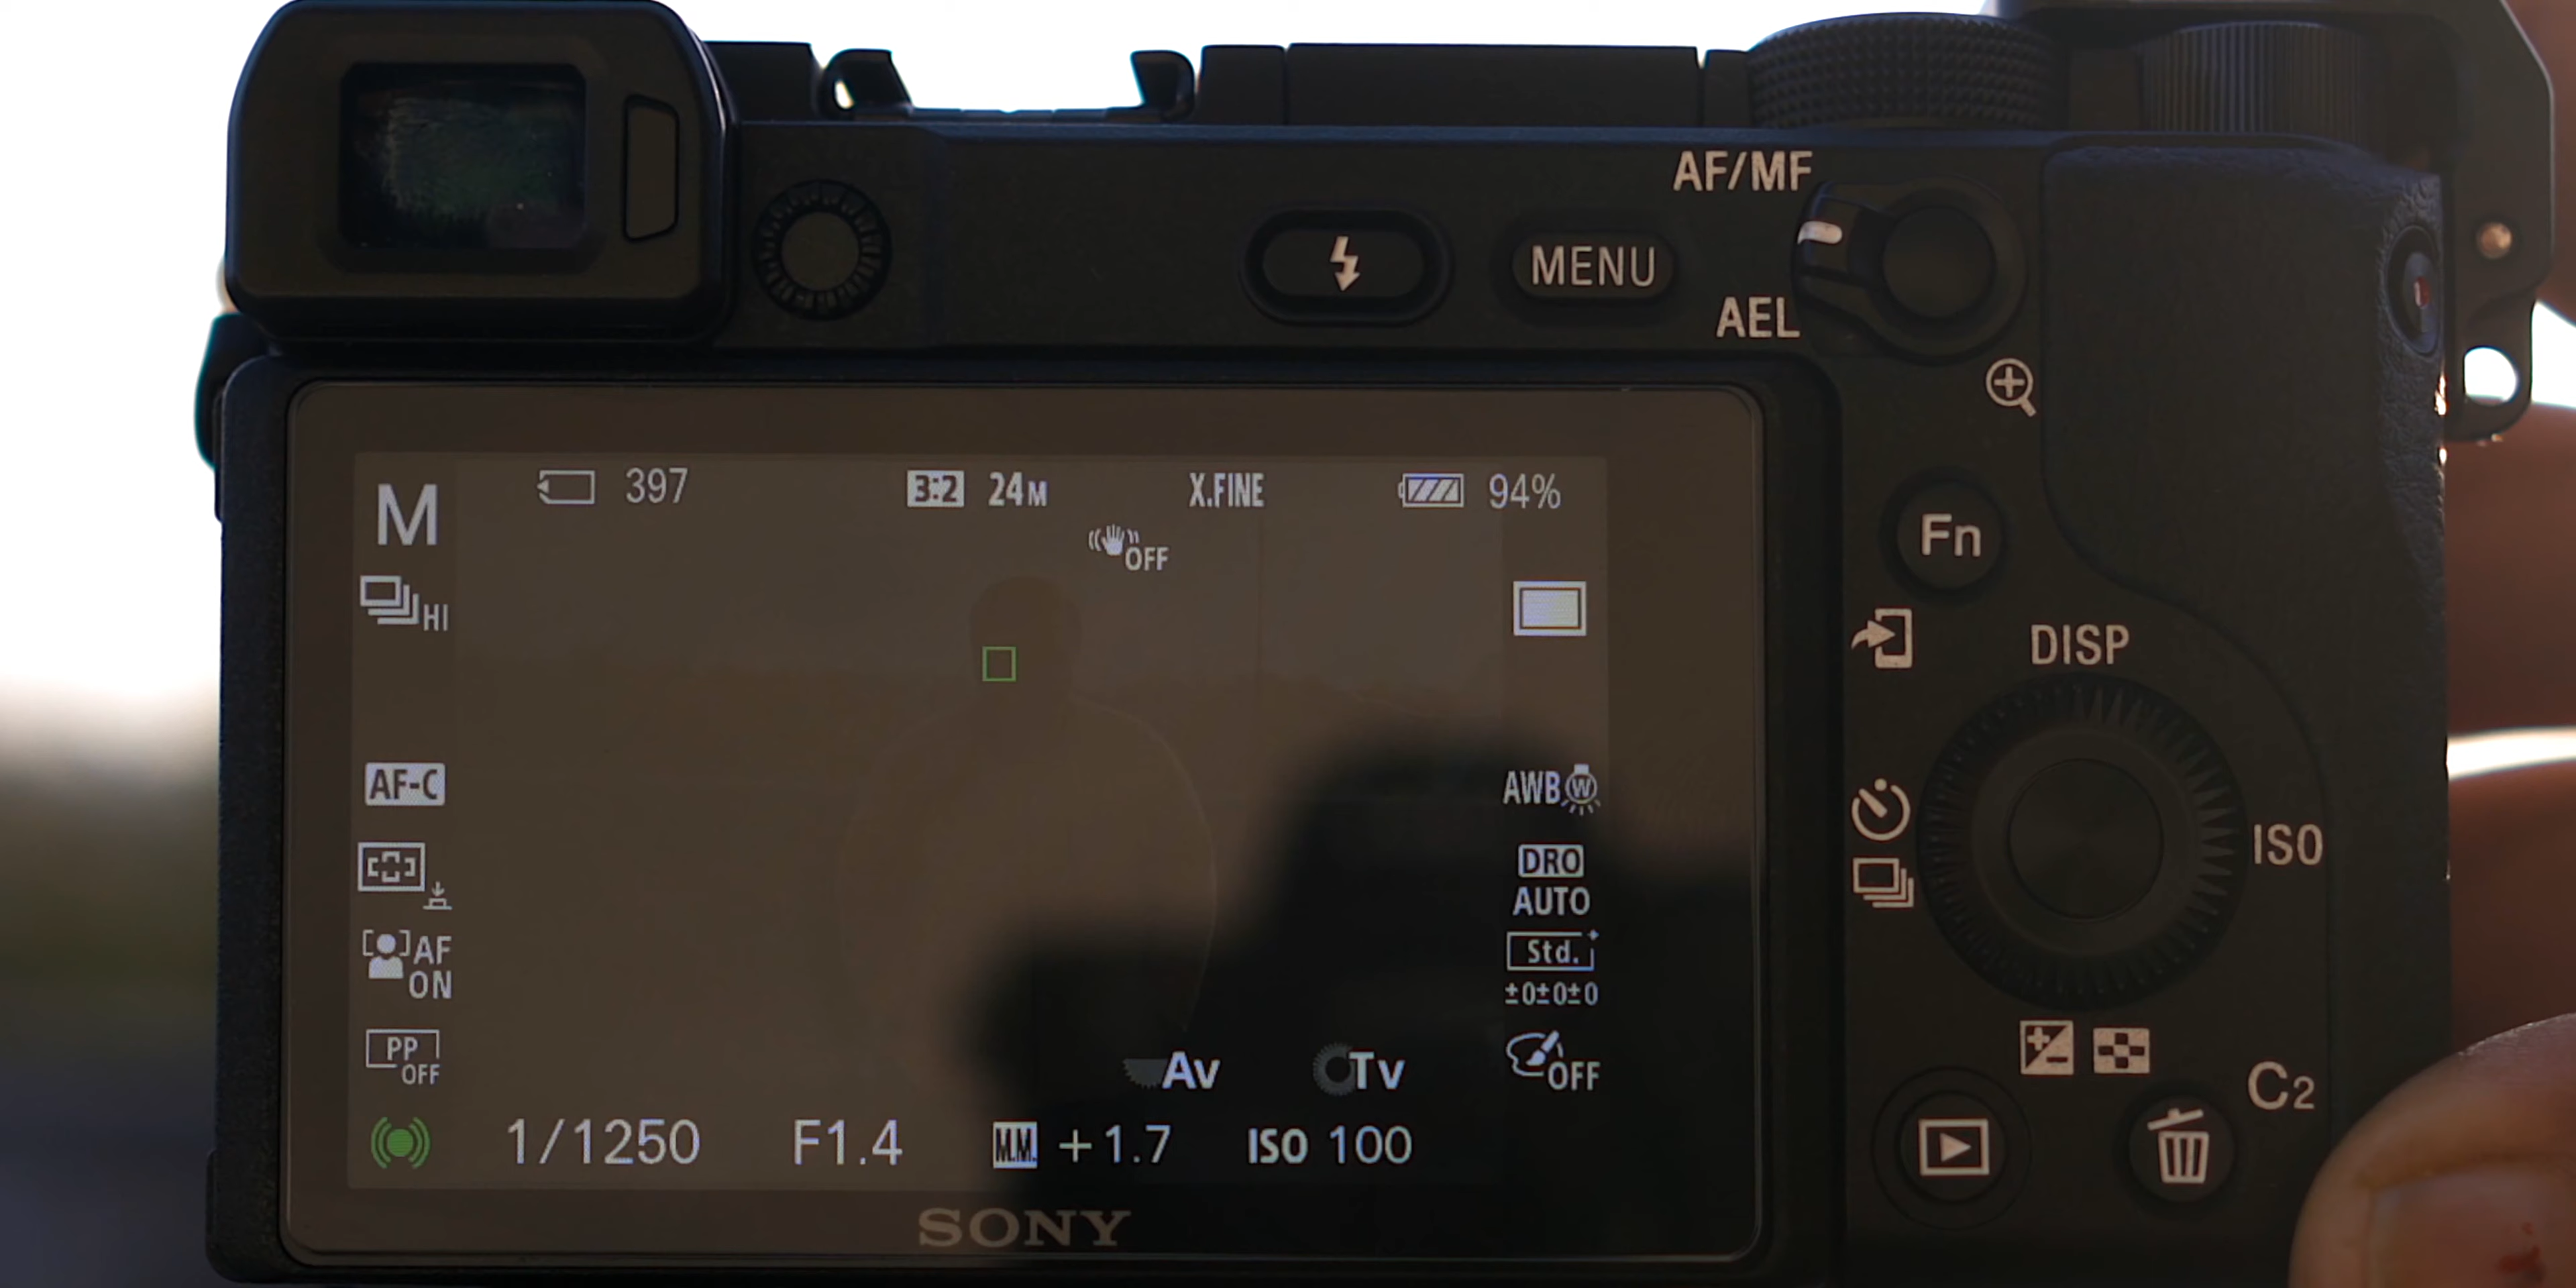 AF/MF
MENU
AEL
M 397 3:2 24M X.FINE 94%
OFF
HI
Fn
DISP
AF-C
AWB W
ISO
DRO
AUTO
AF
ON
Std.
±0±0±0
PP
OFF
Av Tv
OFF
C2
1/1250 F1.4 M.M. +1.7 ISO 100
SONY